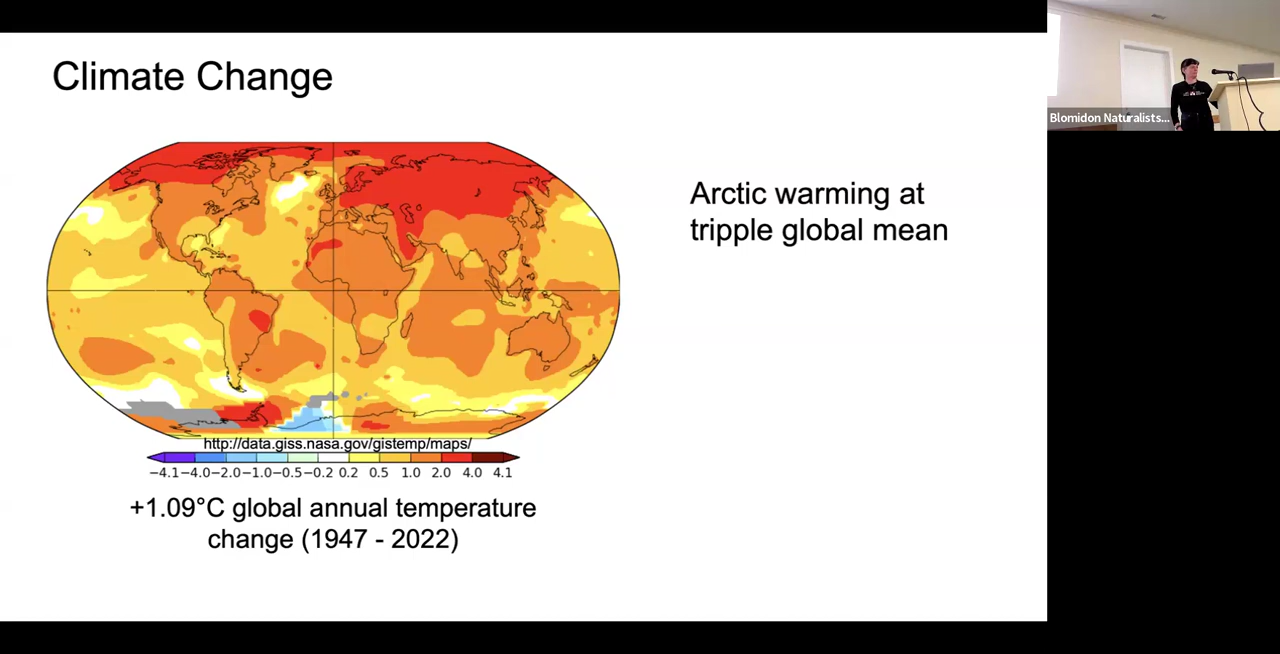 Climate Change
Blomidon Naturalists...
Arctic warming at
tripple global mean
http://data.giss.nasa.gov/gistemp/maps/
−4.1−4.0−2.0−1.0−0.5−0.2 0.2 0.5 1.0 2.0 4.0 4.1
+1.09°C global annual temperature
change (1947 - 2022)